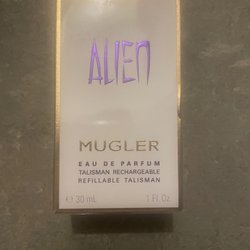 ALIEN
MUGLER
EAU DE PARFUM
TALISMAN RECHARGEABLE
REFILLABLE TALISMAN
℮ 30 mL 1 Fl. Oz